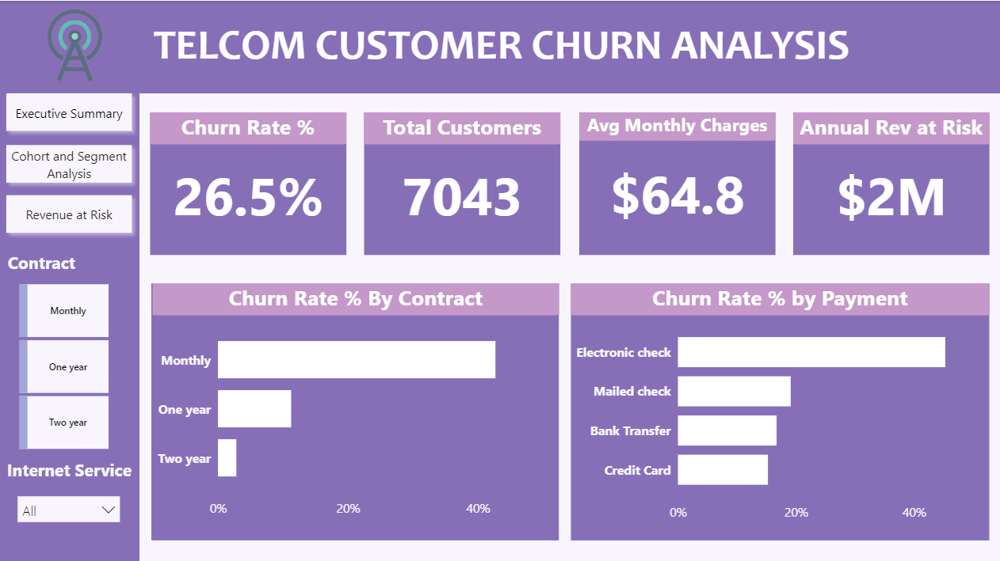 TELCOM CUSTOMER CHURN ANALYSIS
Executive Summary
Cohort and Segment
Analysis
Revenue at Risk
Contract
Monthly
One year
Two year
Internet Service
All
Churn Rate %
26.5%
Total Customers
7043
Avg Monthly Charges
$64.8
Annual Rev at Risk
$2M
Churn Rate % By Contract
Monthly
One year
Two year
0% 20% 40%
Churn Rate % by Payment
Electronic check
Mailed check
Bank Transfer
Credit Card
0% 20% 40%